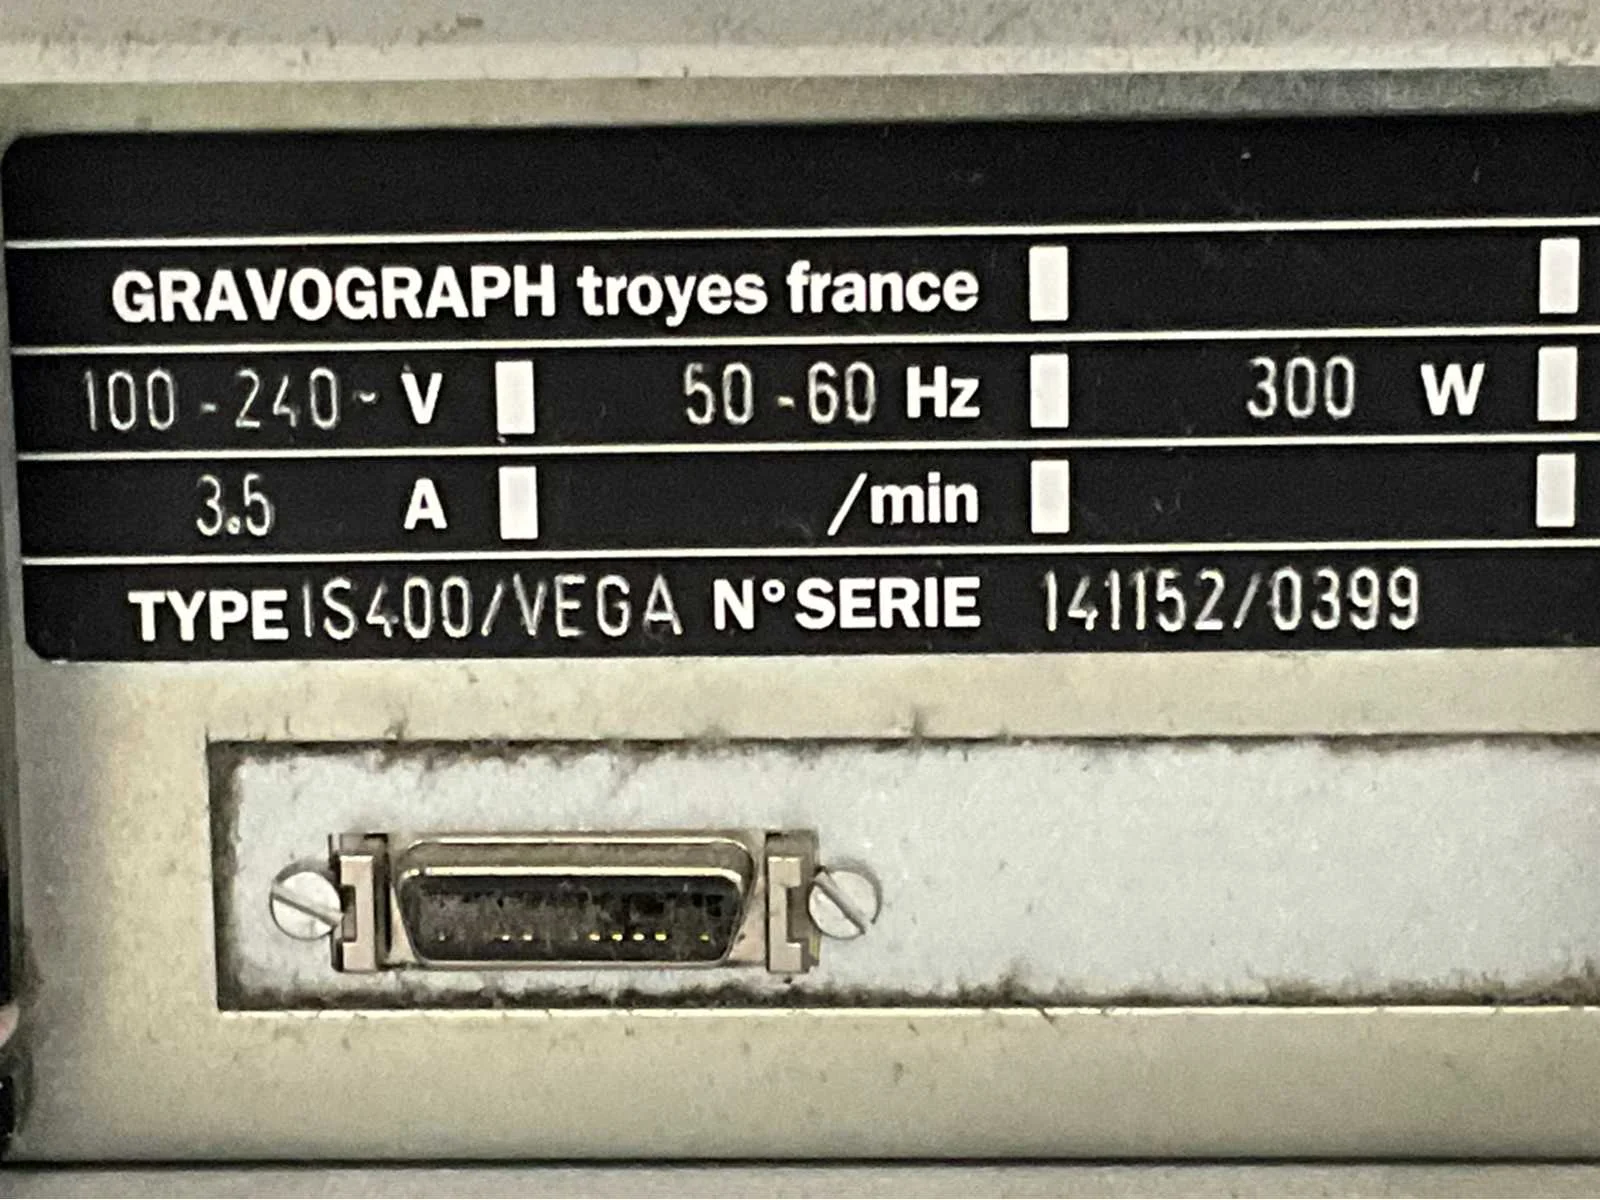 GRAVOGRAPH troyes france
100-240~ V 50-60 Hz 300 W
3.5 A /min
TYPE IS400/VEGA N° SERIE 141152/0399